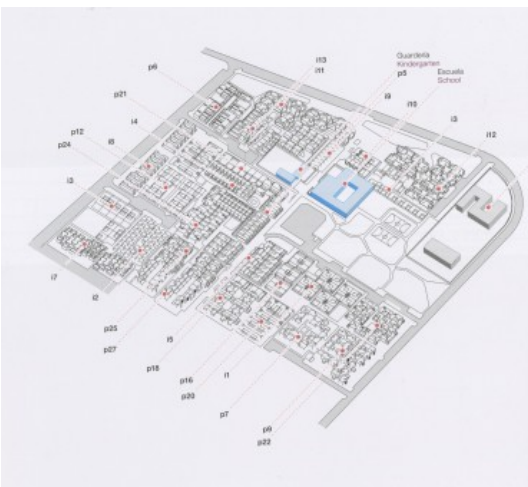 Guardería
Kindergarten
Escuela
School
i13
i11
p5
i9
i10
i3
i12
p6
p21
i4
i6
p12
p24
i3
i7
i2
p25
p27
i5
p18
p16
p20
i1
p7
p9
p22